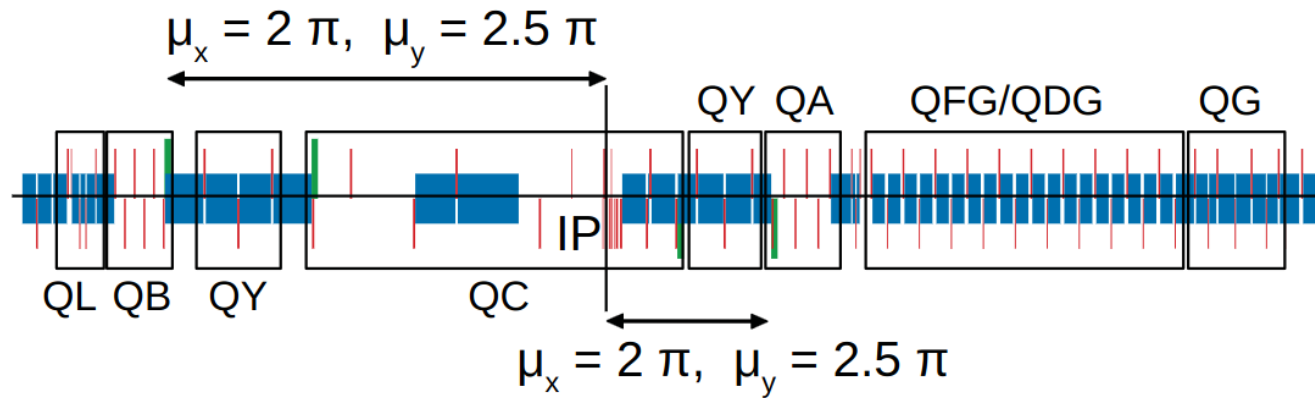 μx = 2 π, μy = 2.5 π
QY QA QFG/QDG QG
IP
QL QB QY QC
μx = 2 π, μy = 2.5 π